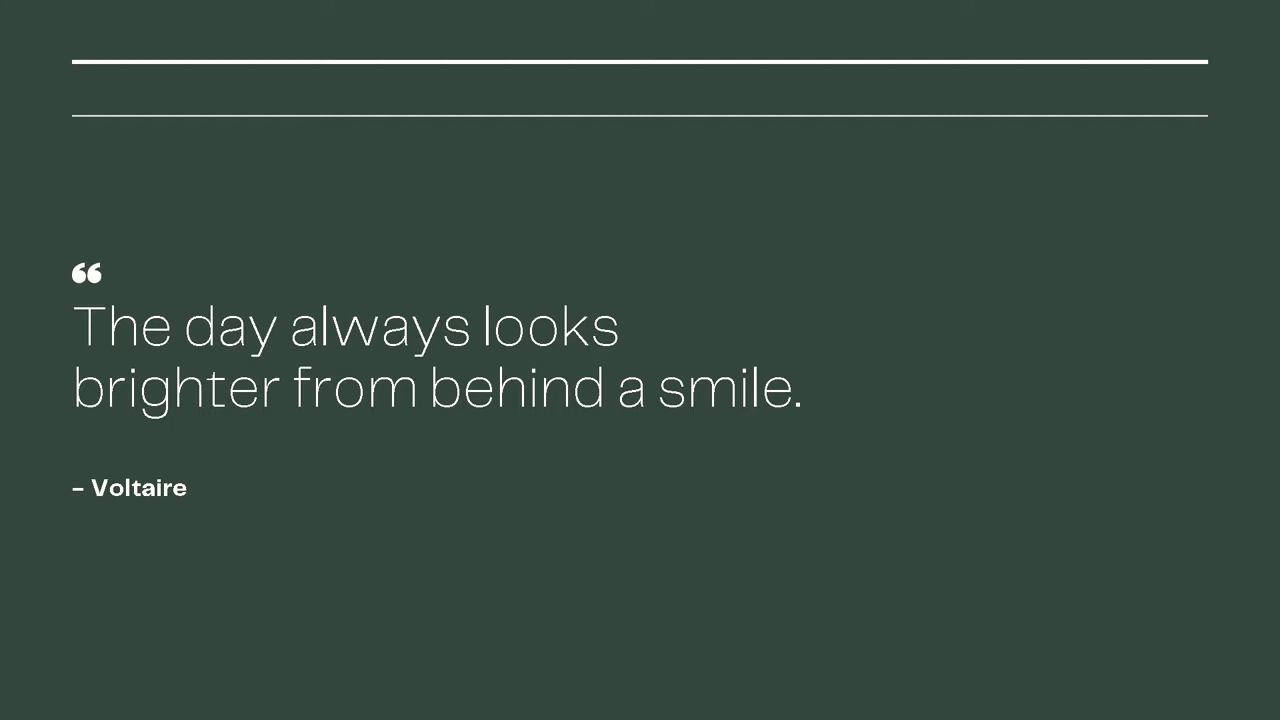 “
The day always looks
brighter from behind a smile.
– Voltaire